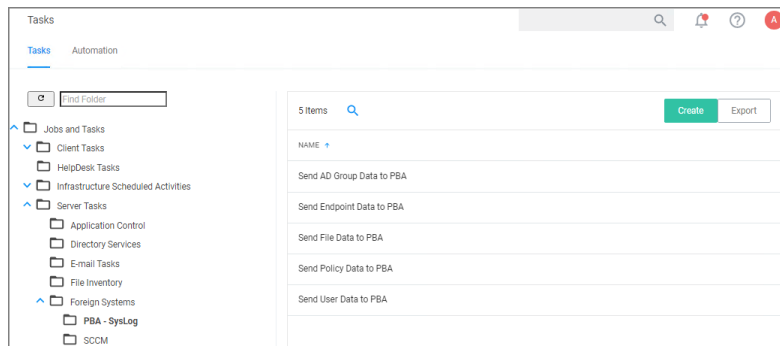 Tasks
A
Tasks Automation
Find Folder
Jobs and Tasks
Client Tasks
HelpDesk Tasks
Infrastructure Scheduled Activities
Server Tasks
Application Control
Directory Services
E-mail Tasks
File Inventory
Foreign Systems
PBA - SysLog
SCCM
5 Items
Create Export
NAME
Send AD Group Data to PBA
Send Endpoint Data to PBA
Send File Data to PBA
Send Policy Data to PBA
Send User Data to PBA